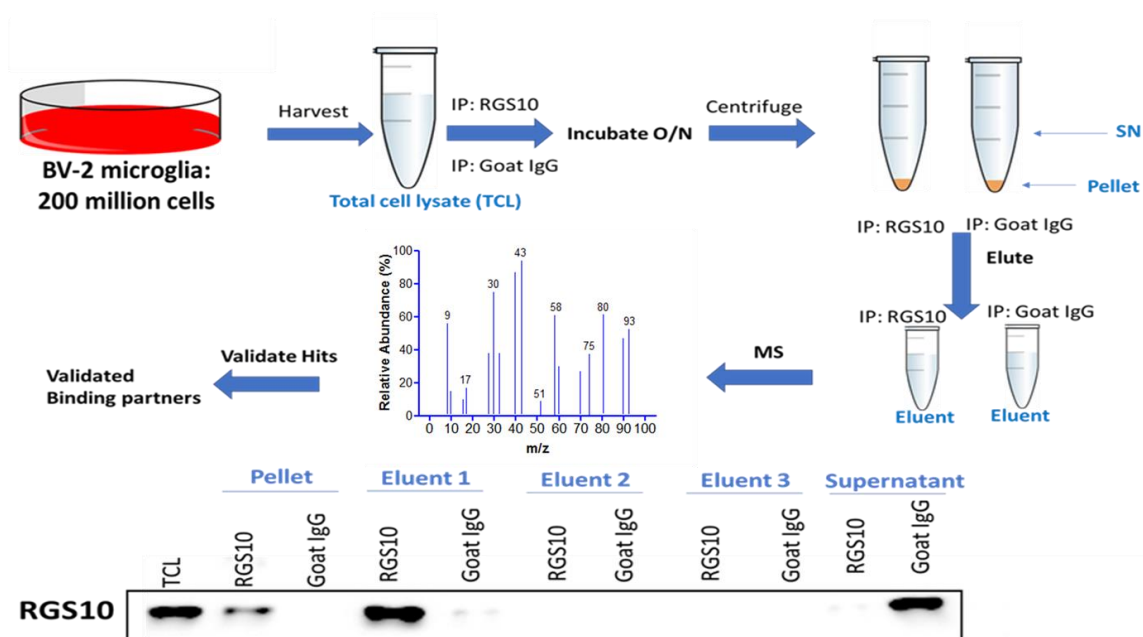 Harvest
IP: RGS10
IP: Goat IgG
Incubate O/N
Centrifuge
SN
Pellet
BV-2 microglia:
200 million cells
Total cell lysate (TCL)
IP: RGS10
IP: Goat IgG
Elute
IP: RGS10
IP: Goat IgG
Eluent
Eluent
MS
Relative Abundance (%)
100
80
60
40
20
0
9
17
30
43
51
58
75
80
93
0 10 20 30 40 50 60 70 80 90 100
m/z
Validate Hits
Validated
Binding partners
Pellet
Eluent 1
Eluent 2
Eluent 3
Supernatant
TCL
RGS10
Goat IgG
RGS10
Goat IgG
RGS10
Goat IgG
RGS10
Goat IgG
RGS10
Goat IgG
RGS10